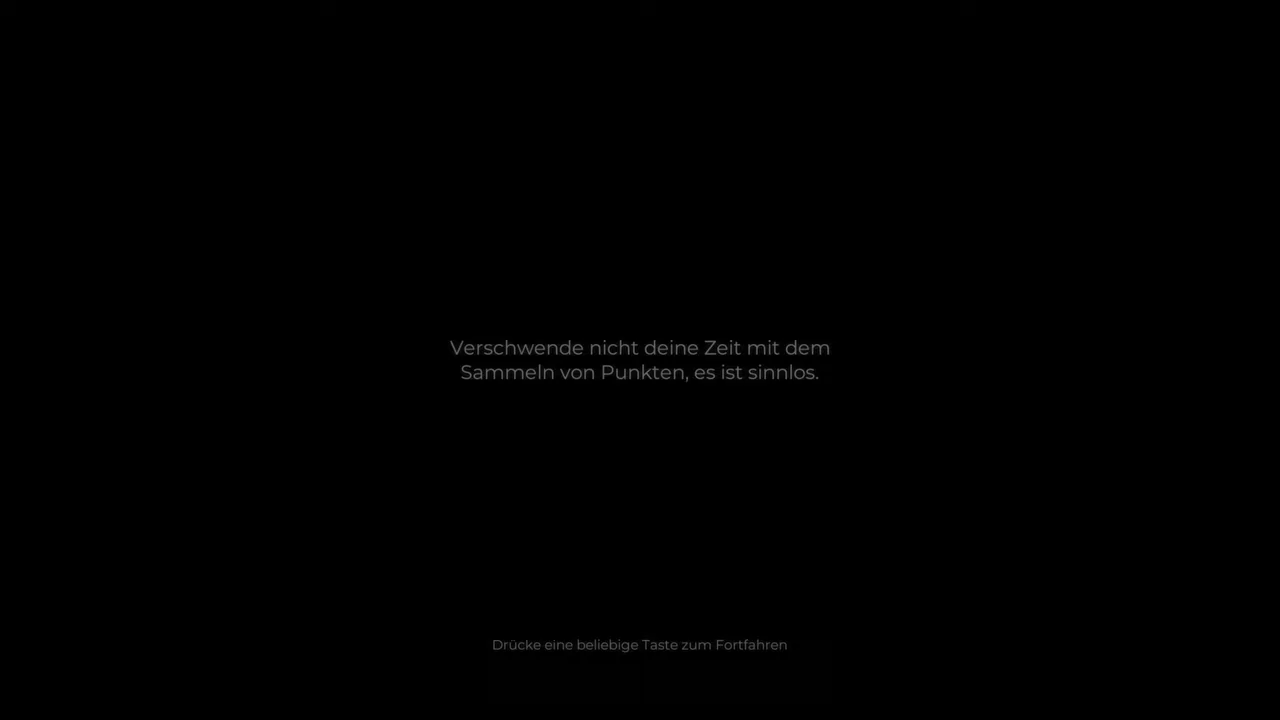 Verschwende nicht deine Zeit mit dem
Sammeln von Punkten, es ist sinnlos.
Drücke eine beliebige Taste zum Fortfahren